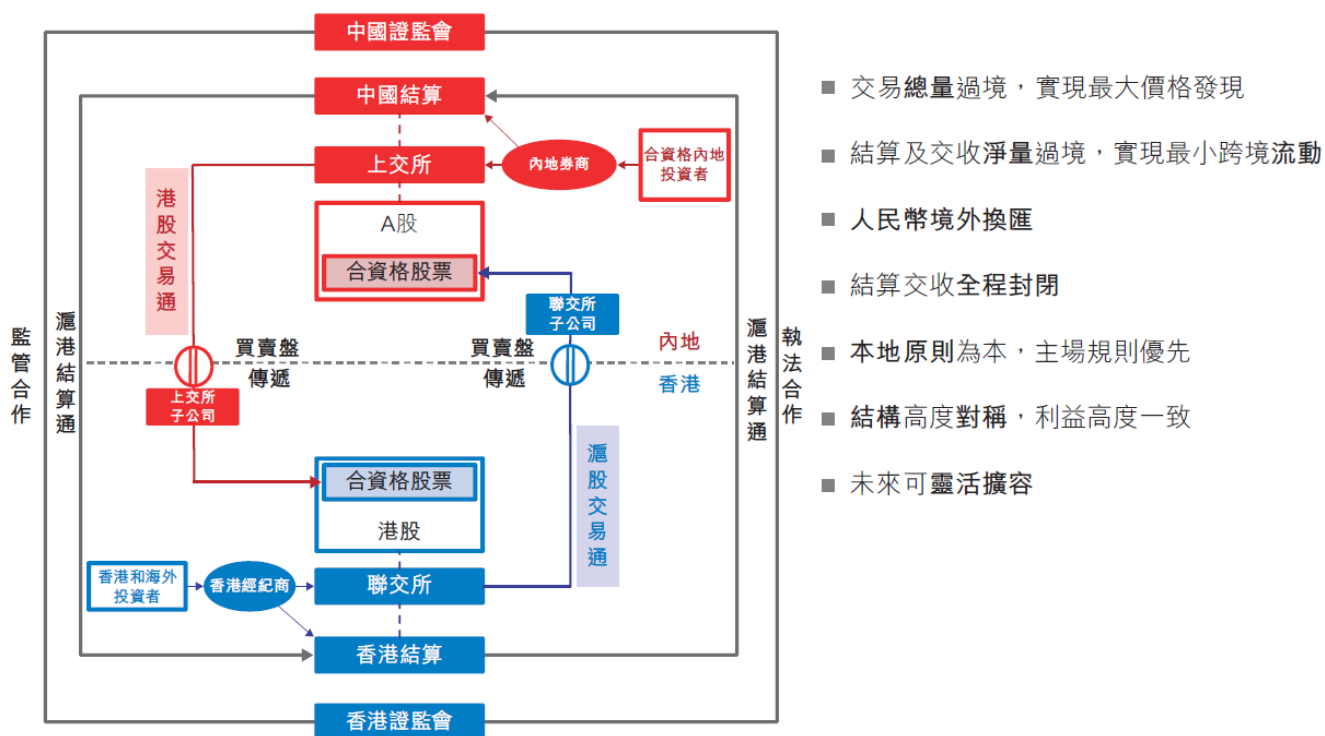 中國證監會
中國結算
上交所
內地券商
合資格內地
投資者
港股交易通
A股
合資格股票
聯交所
子公司
買賣盤
傳遞
買賣盤
傳遞
內地
香港
監管合作
滬港結算通
滬港結算通
執法合作
上交所
子公司
合資格股票
港股
滬股交易通
香港和海外
投資者
香港經紀商
聯交所
香港結算
香港證監會
■ 交易總量過境，實現最大價格發現
■ 結算及交收淨量過境，實現最小跨境流動
■ 人民幣境外換匯
■ 結算交收全程封閉
■ 本地原則為本，主場規則優先
■ 結構高度對稱，利益高度一致
■ 未來可靈活擴容